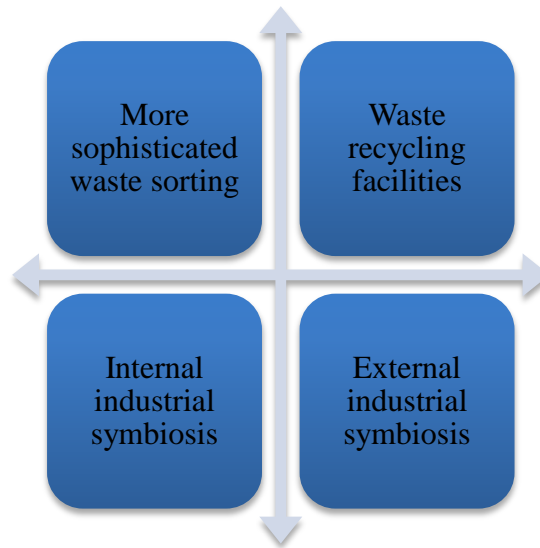 More
sophisticated
waste sorting
Waste
recycling
facilities
Internal
industrial
symbiosis
External
industrial
symbiosis